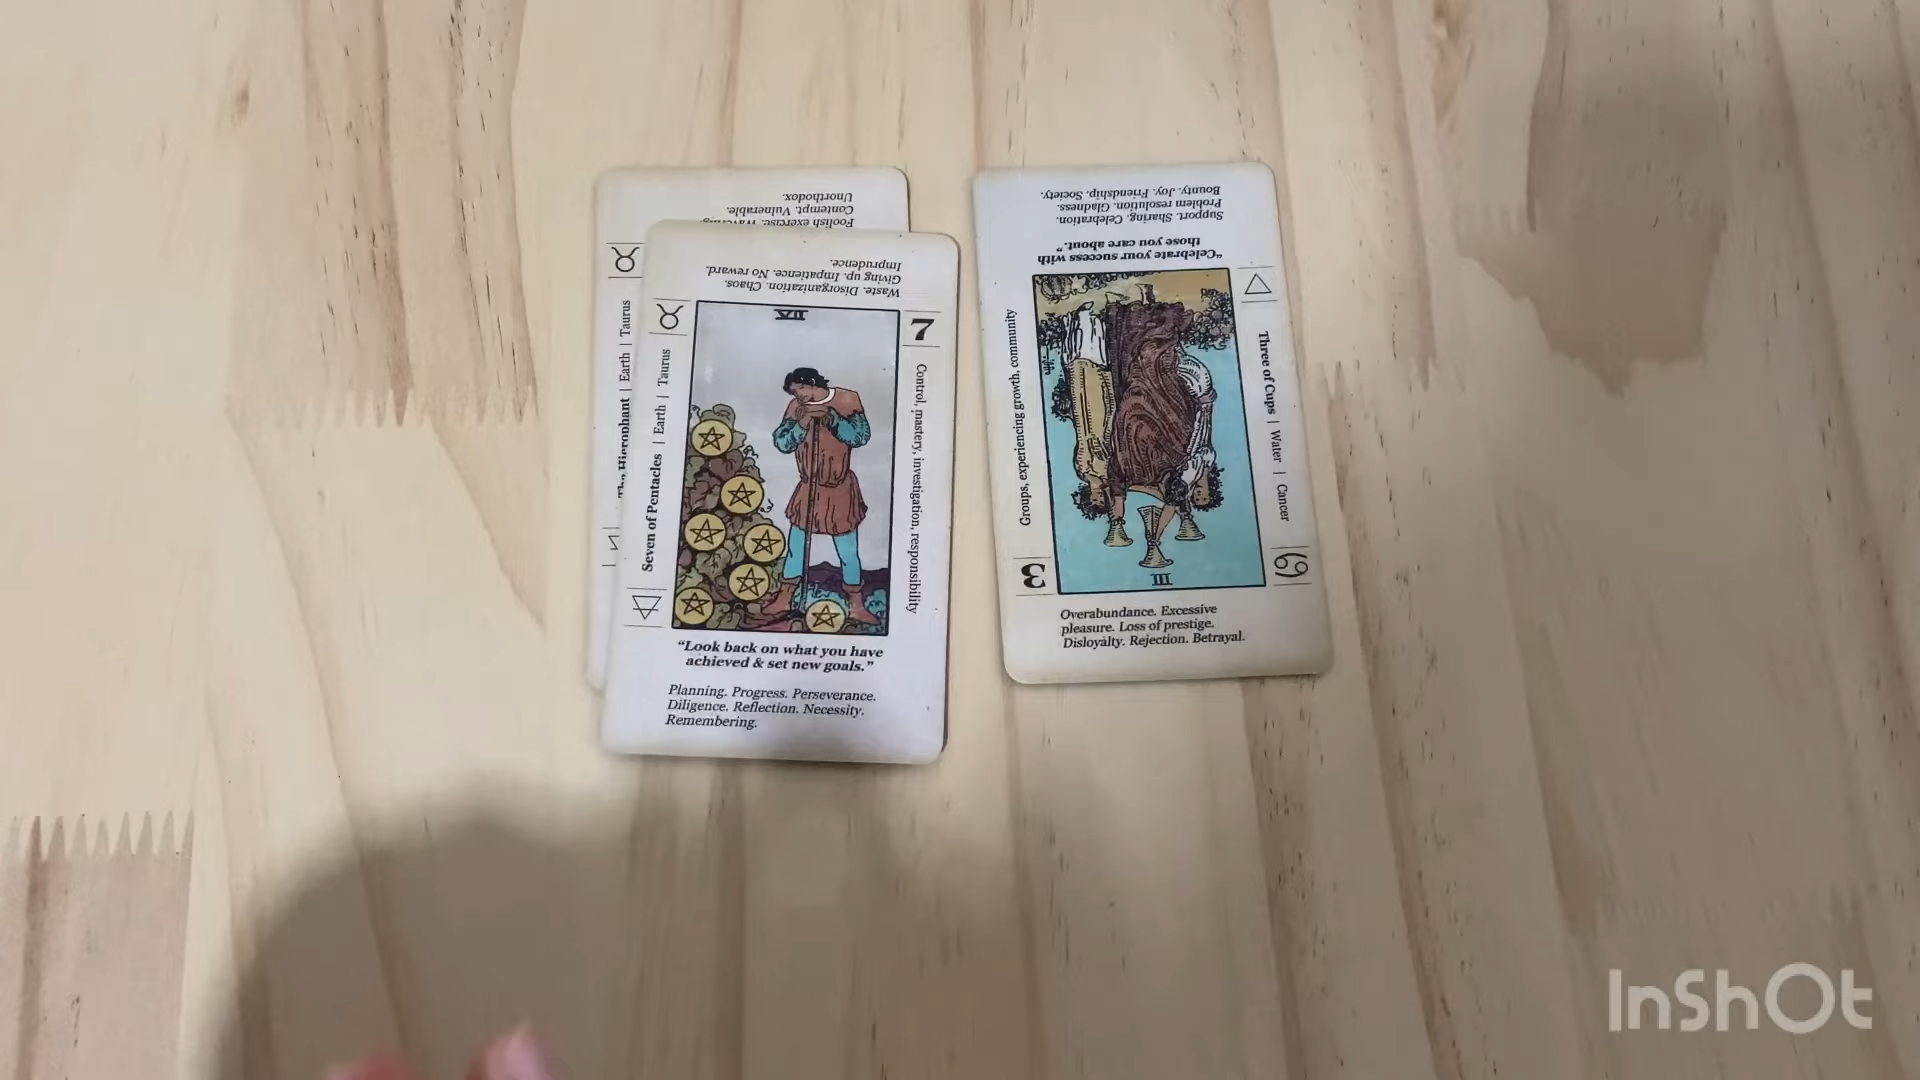 Unorthodox.
Contempt. Vulnerable.
Foolish exercise. Wavering.
The Hierophant | Earth | Taurus
Waste. Disorganization. Chaos.
Giving up. Impatience. No reward.
Imprudence.
VII
7
Seven of Pentacles | Earth | Taurus
Control, mastery, investigation, responsibility
“Look back on what you have
achieved & set new goals.”
Planning. Progress. Perseverance.
Diligence. Reflection. Necessity.
Remembering.
“Celebrate your success with
those you care about.”
Support. Sharing. Celebration.
Problem resolution. Gladness.
Bounty. Joy. Friendship. Society.
Groups, experiencing growth, community
Three of Cups | Water | Cancer
3
III
Overabundance. Excessive
pleasure. Loss of prestige.
Disloyalty. Rejection. Betrayal.
InShOt